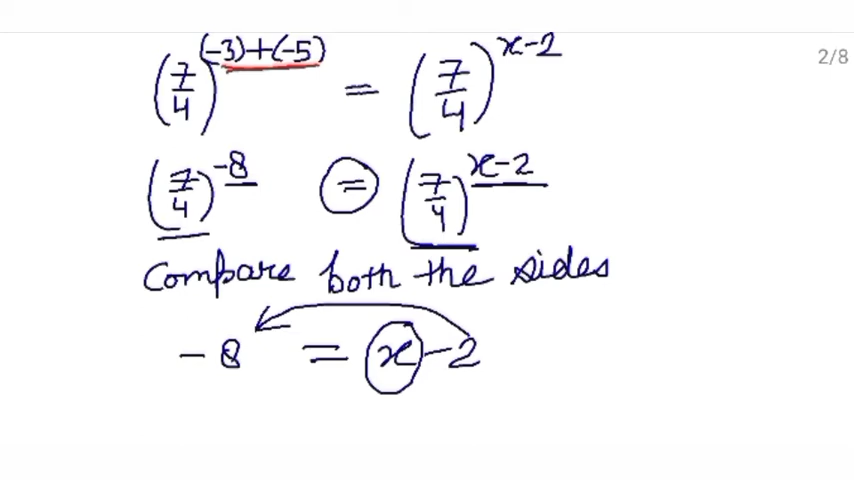 (7/4)^(-3)+(-5) = (7/4)^x-2
2/8
(7/4)^-8 = (7/4)^x-2
Compare both the sides
-8 = x-2